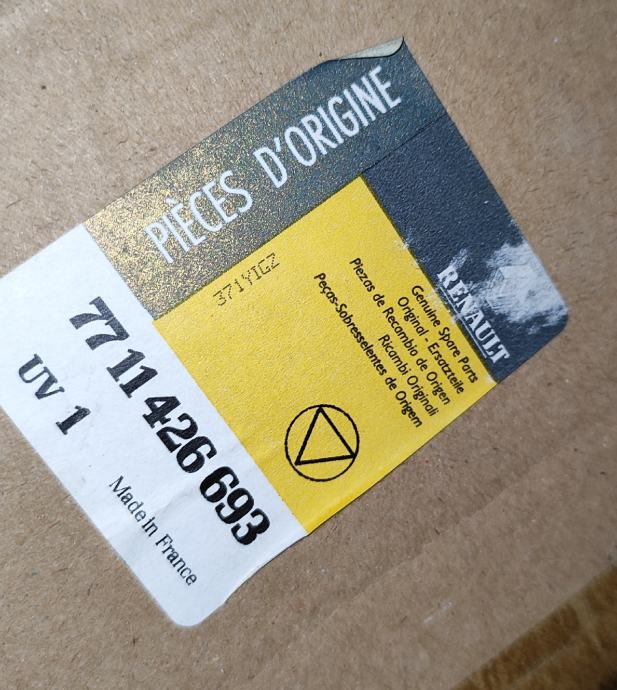 PIÈCES D'ORIGINE
371YIGZ
RENAULT
Genuine Spare Parts
Original - Ersatzteile
Piezas de Recambio de Origen
Ricambi Originali
Peças-Sobresselentes de Origem
77 11 426 693
UV 1
Made in France